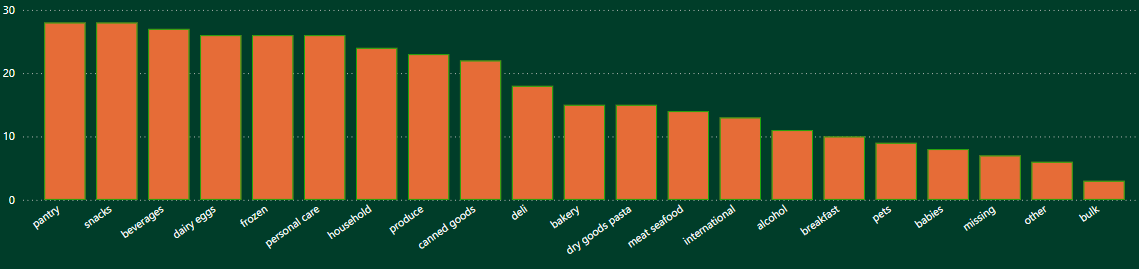 30
20
10
0
pantry
snacks
beverages
dairy eggs
frozen
personal care
household
produce
canned goods
deli
bakery
dry goods pasta
meat seafood
international
alcohol
breakfast
pets
babies
missing
other
bulk